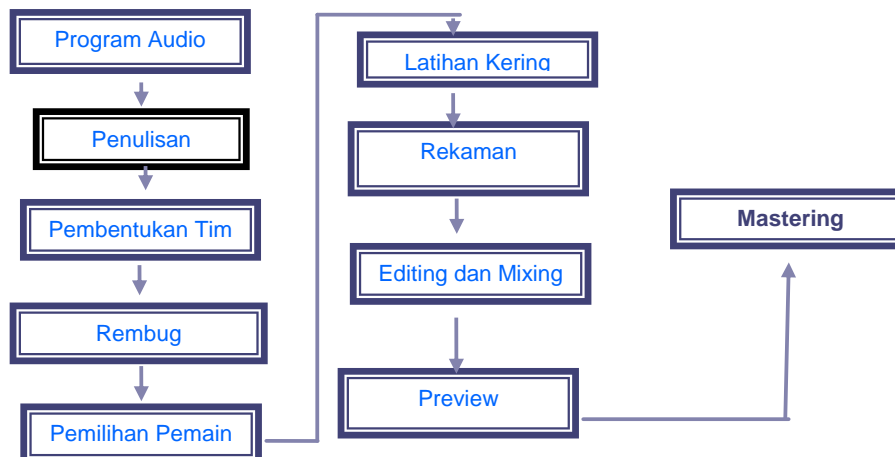 Program Audio
Penulisan
Pembentukan Tim
Rembug
Pemilihan Pemain
Latihan Kering
Rekaman
Editing dan Mixing
Preview
Mastering